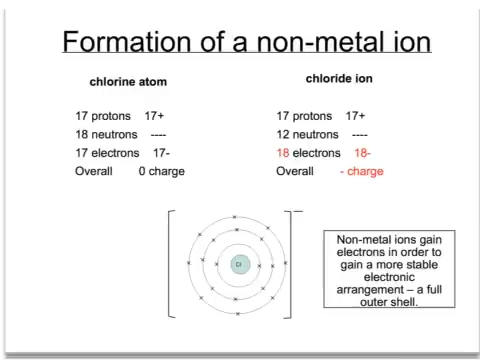 Formation of a non-metal ion
chlorine atom
17 protons 17+
18 neutrons ----
17 electrons 17-
Overall 0 charge
chloride ion
17 protons 17+
12 neutrons ----
18 electrons 18-
Overall - charge
Cl
Non-metal ions gain
electrons in order to
gain a more stable
electronic
arrangement – a full
outer shell.